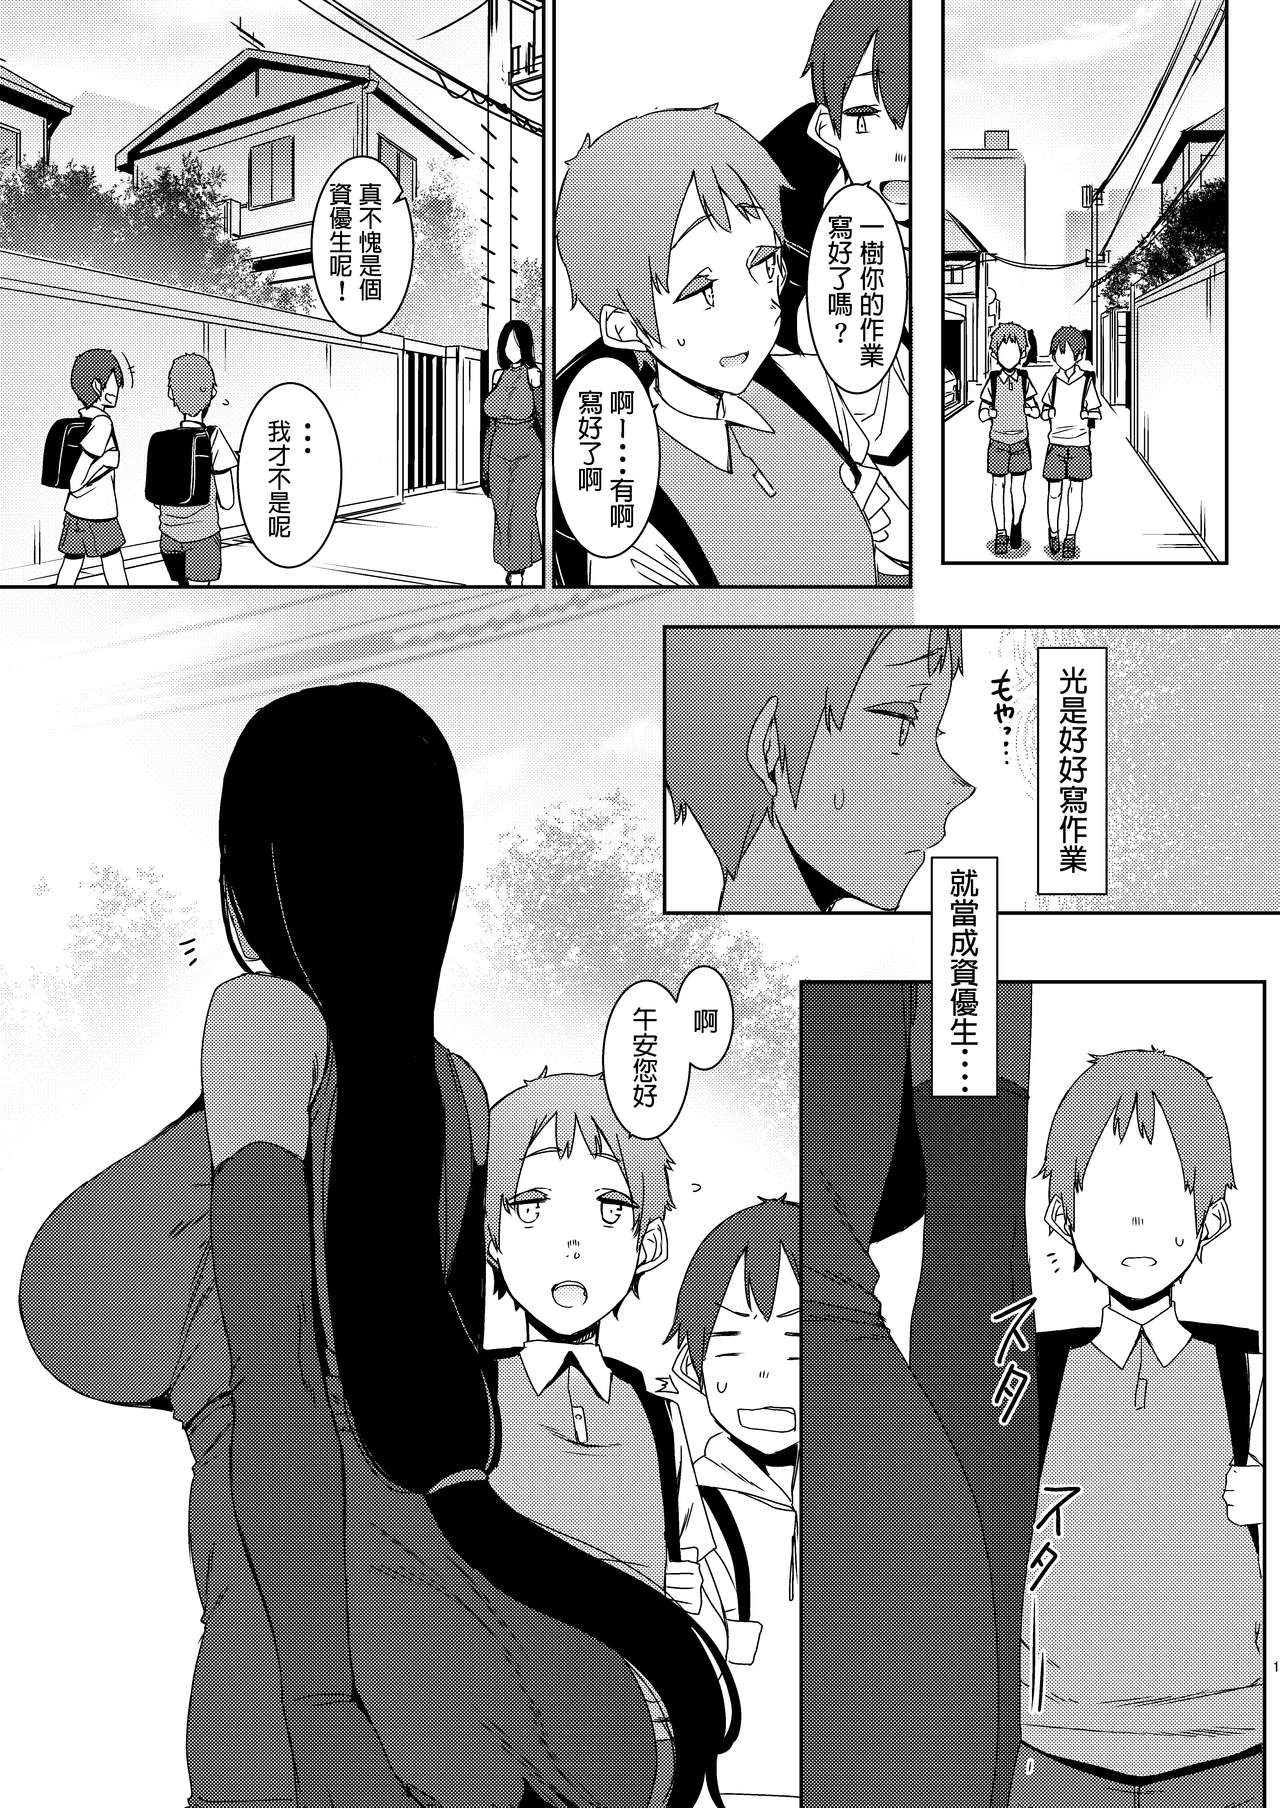 一樹你的作業
寫好了嗎？
啊ー…有啊
寫好了啊
真不愧是個
資優生呢！
…
我才不是呢
光是好好寫作業
もやっ…
就當成資優生…
スタ
スター
啊
午安您好
1